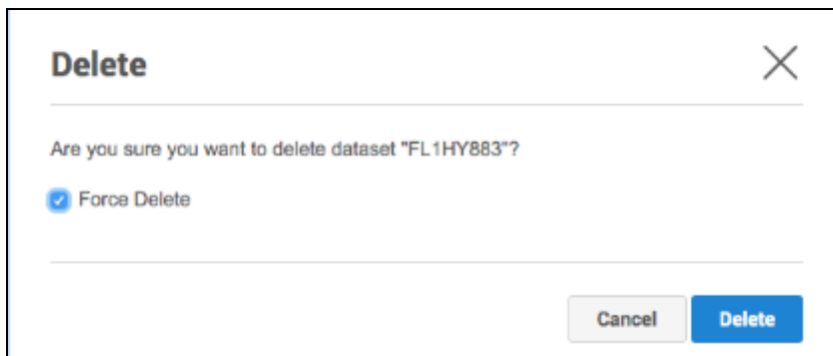 Delete
Are you sure you want to delete dataset "FL1HY883"?
Force Delete
Cancel Delete